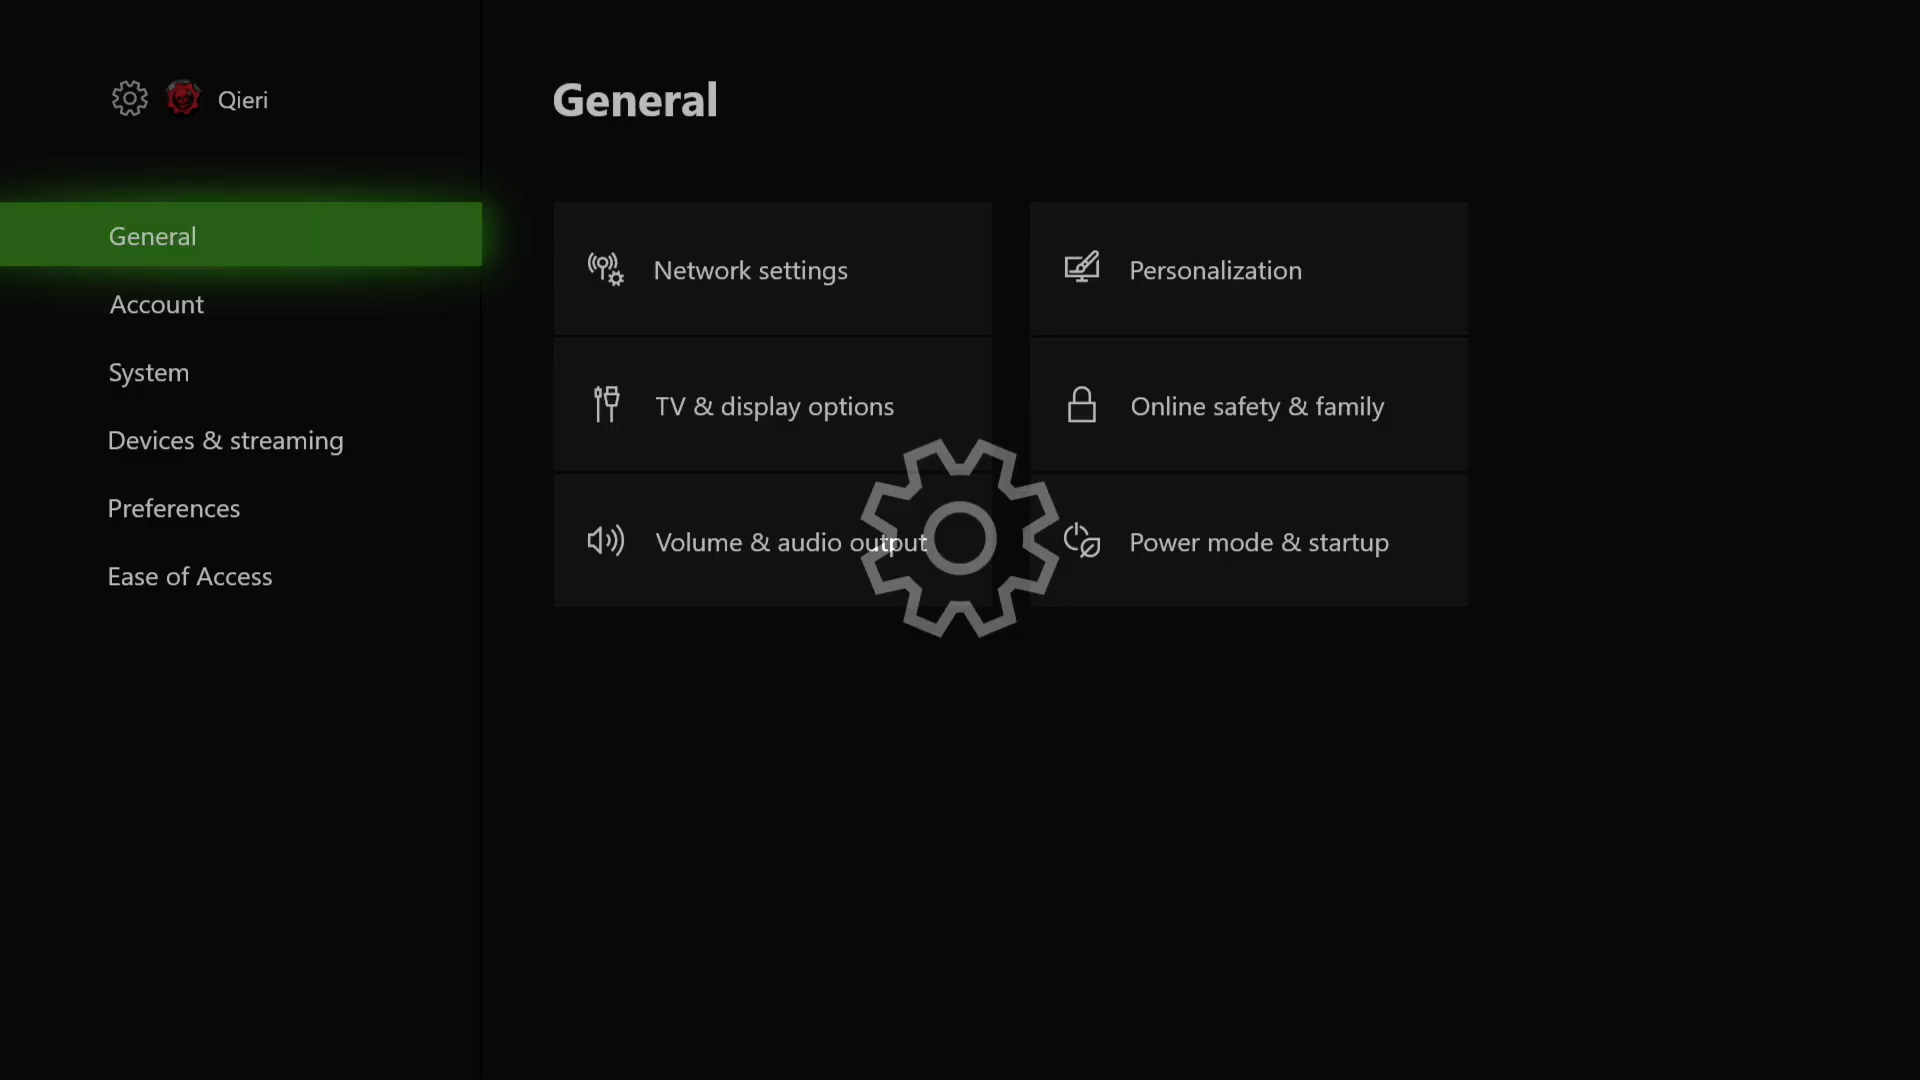 Qieri
General
Account
System
Devices & streaming
Preferences
Ease of Access
General
Network settings
Personalization
TV & display options
Online safety & family
Volume & audio output
Power mode & startup